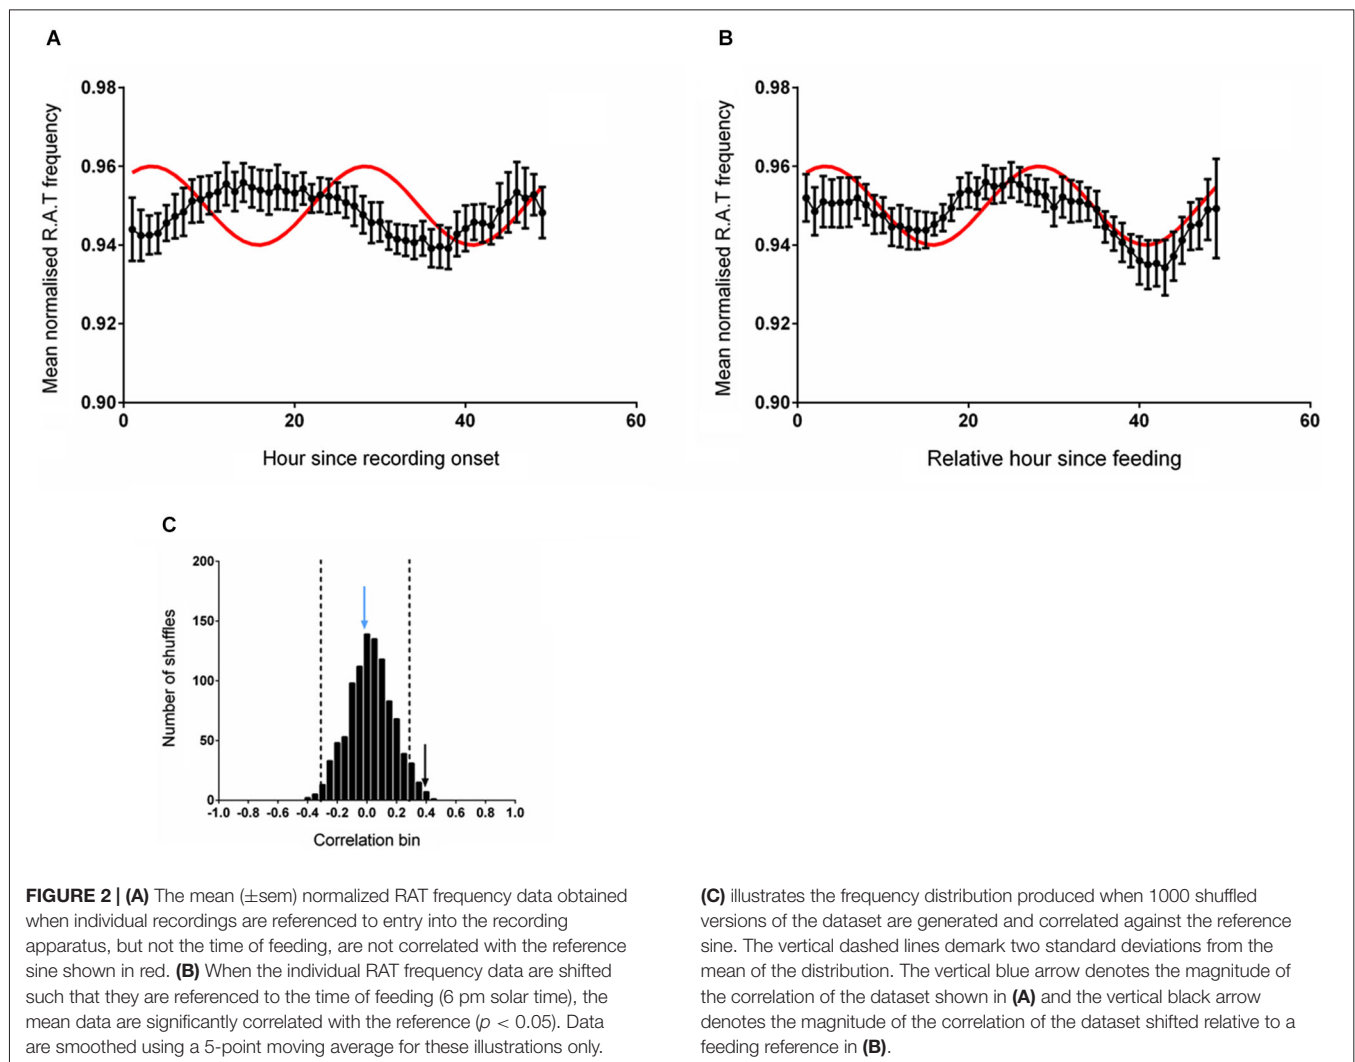 A
0.98
0.96
0.94
0.92
0.90
Mean normalised R.A.T frequency
0 20 40 60
Hour since recording onset
B
0.98
0.96
0.94
0.92
0.90
Mean normalised R.A.T frequency
0 20 40 60
Relative hour since feeding
C
200
150
100
50
0
Number of shuffles
-1.0 -0.8 -0.6 -0.4 -0.2 0.0 0.2 0.4 0.6 0.8 1.0
Correlation bin
FIGURE 2 | (A) The mean (±sem) normalized RAT frequency data obtained
when individual recordings are referenced to entry into the recording
apparatus, but not the time of feeding, are not correlated with the reference
sine shown in red. (B) When the individual RAT frequency data are shifted
such that they are referenced to the time of feeding (6 pm solar time), the
mean data are significantly correlated with the reference (p < 0.05). Data
are smoothed using a 5-point moving average for these illustrations only.
(C) illustrates the frequency distribution produced when 1000 shuffled
versions of the dataset are generated and correlated against the reference
sine. The vertical dashed lines demark two standard deviations from the
mean of the distribution. The vertical blue arrow denotes the magnitude of
the correlation of the dataset shown in (A) and the vertical black arrow
denotes the magnitude of the correlation of the dataset shifted relative to a
feeding reference in (B).